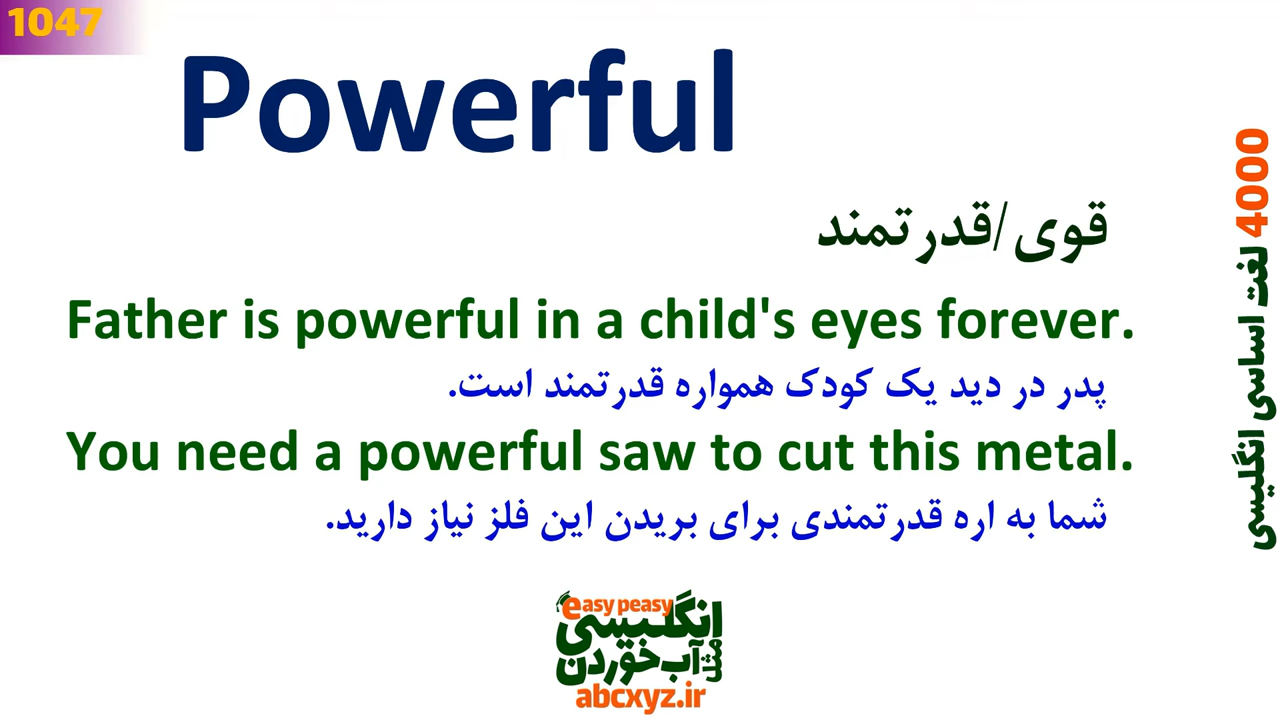 1047
Powerful
قوی/قدرتمند
Father is powerful in a child's eyes forever.
پدر در دید یک کودک همواره قدرتمند است.
You need a powerful saw to cut this metal.
شما به اره قدرتمندی برای بریدن این فلز نیاز دارید.
4000 لغت اساسی انگلیسی
easy peasy
انگلیسی
مثل آب خوردن
abcxyz.ir